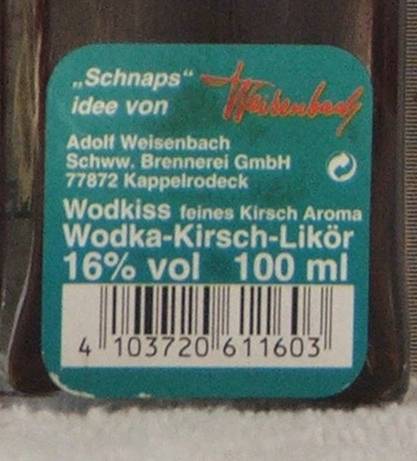 „Schnaps“
idee von Weisenbach
Adolf Weisenbach
Schww. Brennerei GmbH
77872 Kappelrodeck
Wodkiss feines Kirsch Aroma
Wodka-Kirsch-Likör
16% vol 100 ml
4 103720 611603